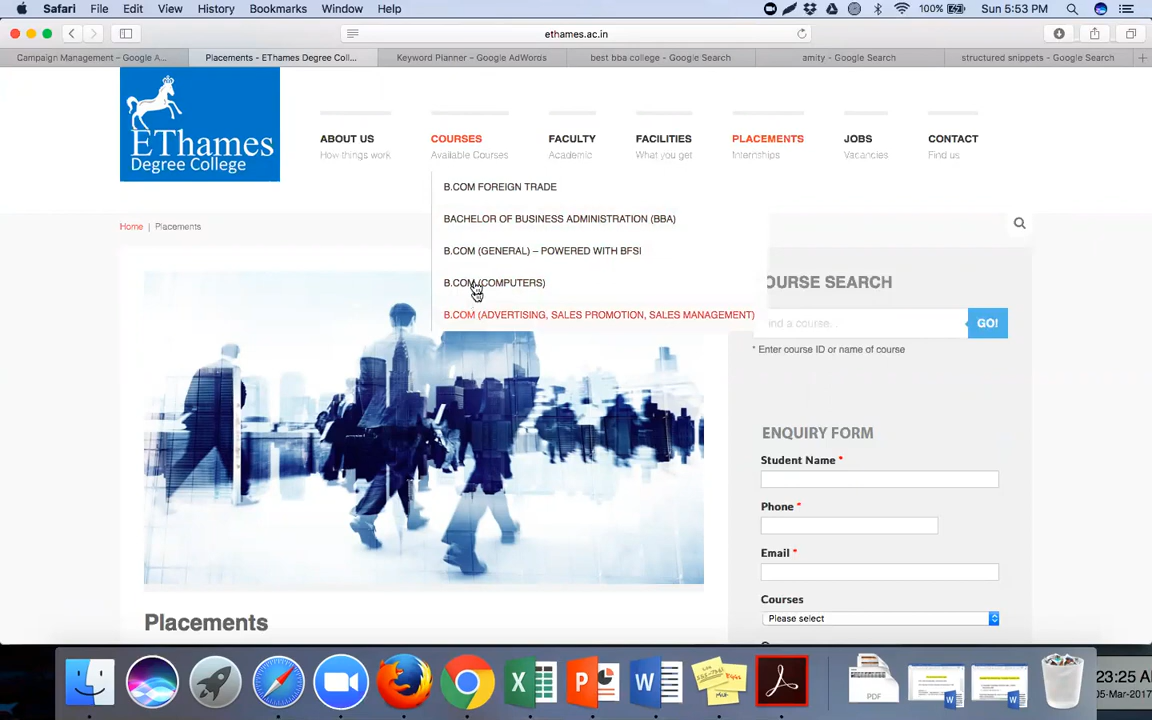 Safari File Edit View History Bookmarks Window Help 100% Sun 5:53 PM
ethames.ac.in
Campaign Management – Google A... Placements - EThames Degree Coll... Keyword Planner – Google AdWords best bba college - Google Search amity - Google Search structured snippets - Google Search
EThames
Degree College
ABOUT US COURSES FACULTY FACILITIES PLACEMENTS JOBS CONTACT
How things work Available Courses Academic What you get Internships Vacancies Find us
B.COM FOREIGN TRADE
BACHELOR OF BUSINESS ADMINISTRATION (BBA)
Home | Placements
B.COM (GENERAL) – POWERED WITH BFSI
B.COM (COMPUTERS)
OURSE SEARCH
B.COM (ADVERTISING, SALES PROMOTION, SALES MANAGEMENT)
ind a course... GO!
* Enter course ID or name of course
ENQUIRY FORM
Student Name *
Phone *
Email *
Courses
Please select
Placements
PDF
23:25
05-Mar-2017